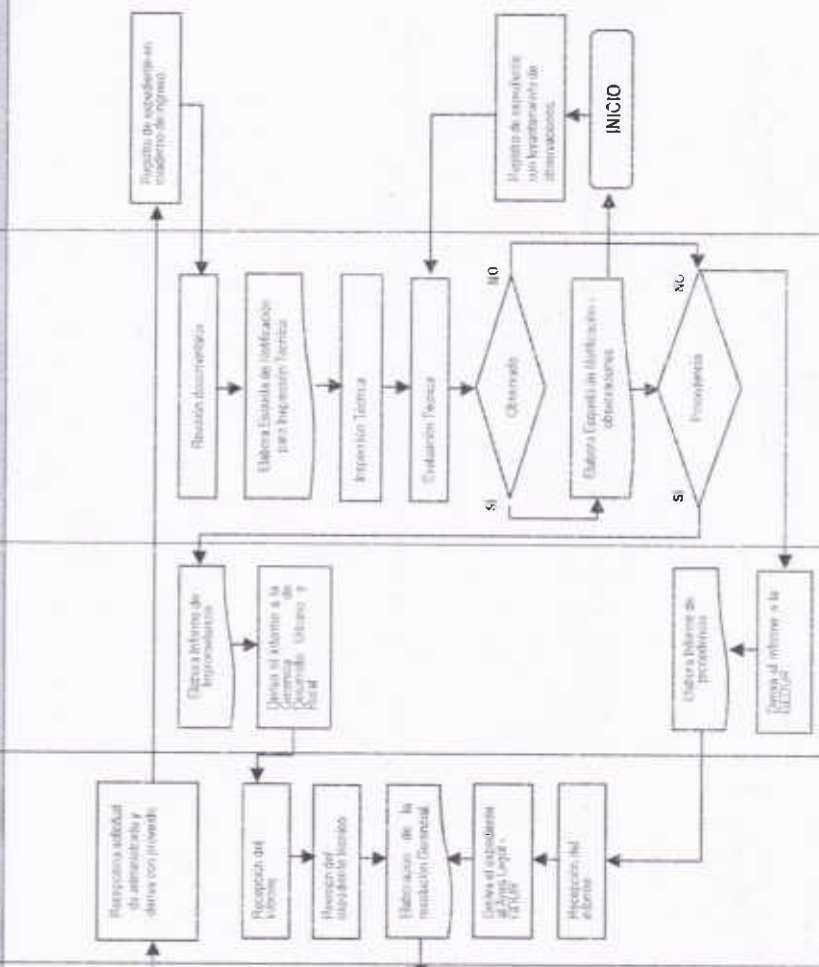 Recepciona solicitud
de administrado y
deriva con proveido
Registro de expediente en
cuaderno de ingreso
Revisión documentaria
Elabora Esquela de Notificación
para Inspección Técnica
Inspección Técnica
Evaluación Técnica
Observado
SI
NO
Elabora Esquela de Notificación -
observaciones
Procedencia
SI
NO
Registro de expediente
con levantamiento de
observaciones.
INICIO
Elabora Informe de
Improcedencia
Deriva el informe a la
Gerencia de
Desarrollo Urbano y
Rural
Elabora Informe de
procedencia
Deriva el informe a la
Recepción del
informe
Revisión del
expediente técnico
Elaboración de la
resolución Gerencial.
Deriva el expediente
al Área Legal -
Recepción del
informe